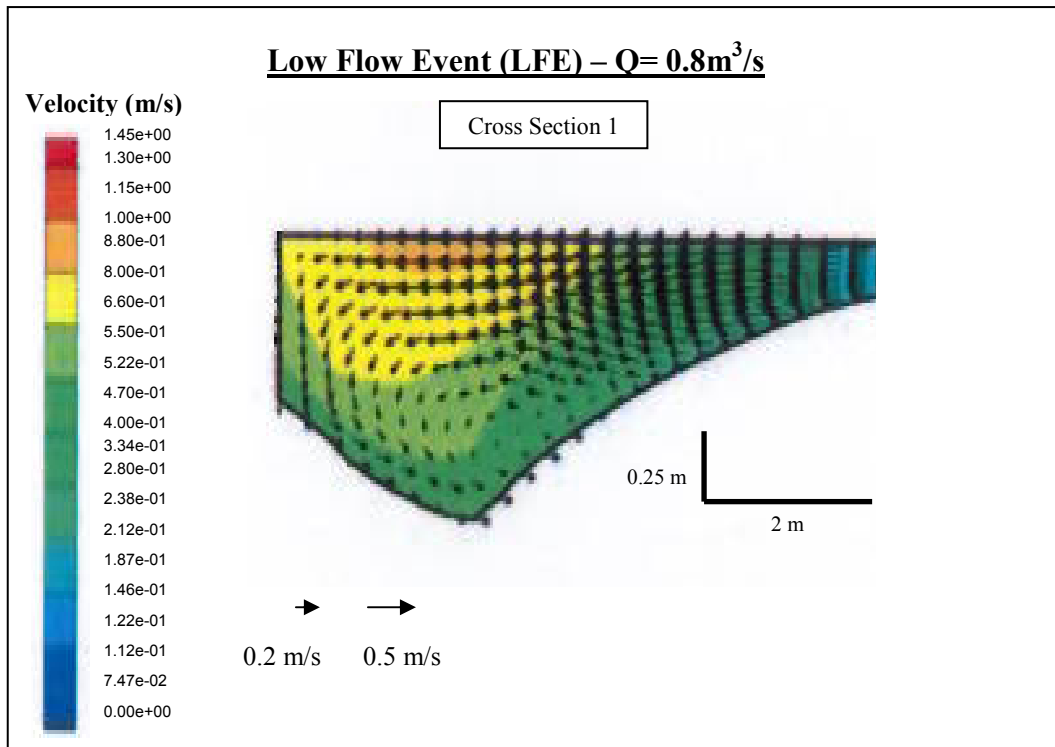 Low Flow Event (LFE) – Q= 0.8m³/s
Velocity (m/s)
Cross Section 1
1.45e+00
1.30e+00
1.15e+00
1.00e+00
8.80e-01
8.00e-01
6.60e-01
5.50e-01
5.22e-01
4.70e-01
4.00e-01
3.34e-01
2.80e-01
2.38e-01
2.12e-01
1.87e-01
1.46e-01
1.22e-01
1.12e-01
7.47e-02
0.00e+00
0.25 m
2 m
0.2 m/s
0.5 m/s